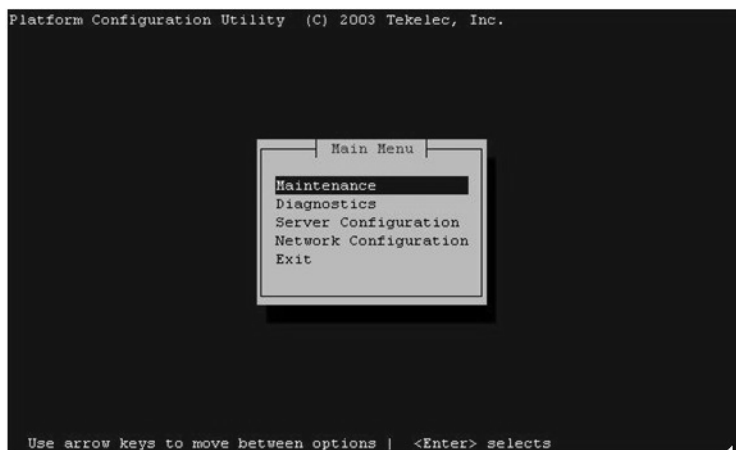 Platform Configuration Utility (C) 2003 Tekelec, Inc.
Main Menu
Maintenance
Diagnostics
Server Configuration
Network Configuration
Exit
Use arrow keys to move between options | <Enter> selects